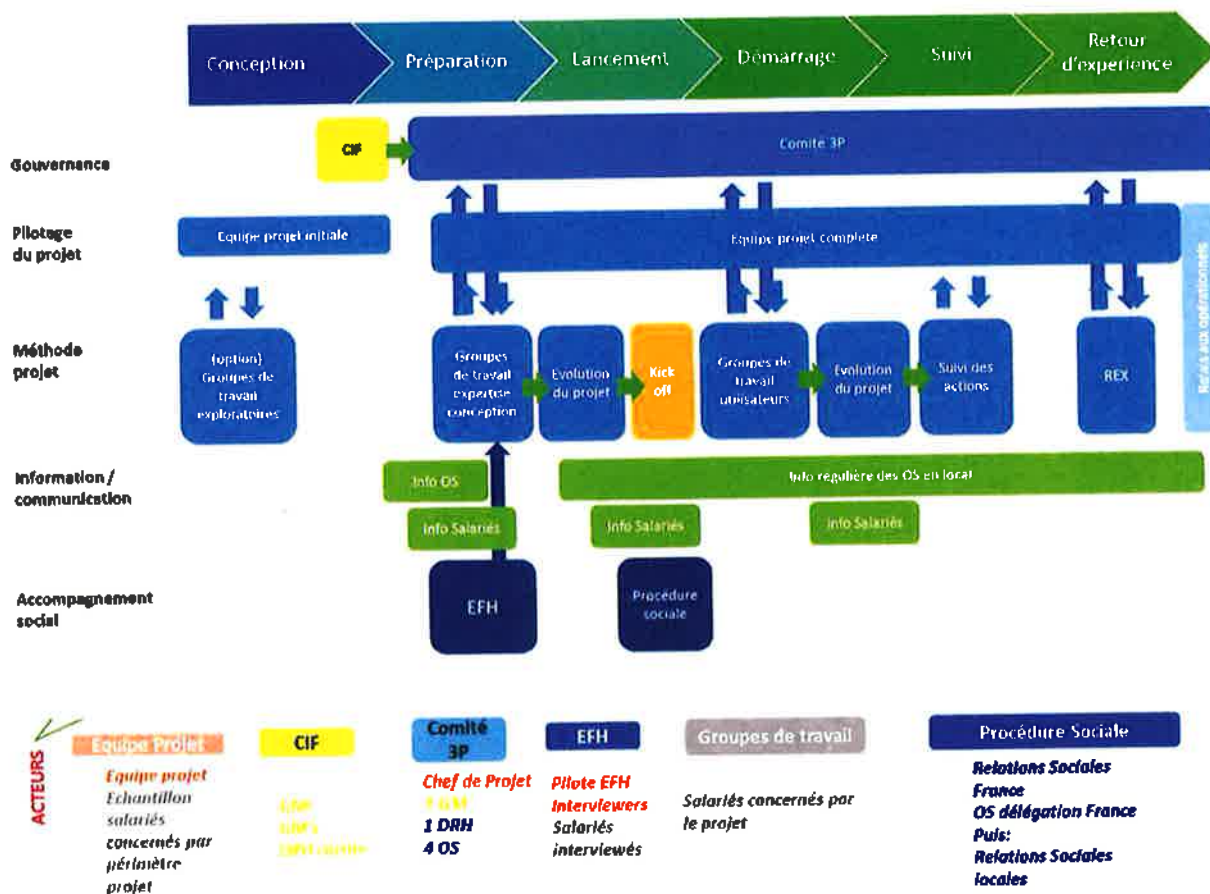 Conception
Préparation
Lancement
Démarrage
Suivi
Retour
d'experience
Gouvernance
CIF
Comité 3P
Pilotage
du projet
Equipe projet initiale
Equipe projet complete
Relais aux opérationnels
Méthode
projet
(option)
Groupes de
travail
exploratoires
Groupes
de travail
expertise
conception
Evolution
du projet
Kick
off
Groupes de
travail
utilisateurs
Evolution
du projet
Suivi des
actions
REX
Information /
communication
Info OS
Info régulière des OS en local
Info Salariés
Info Salariés
Info Salariés
Accompagnement
social
EFH
Procédure
sociale
ACTEURS
Equipe Projet
Equipe projet
Echantillon
salariés
concernés par
périmètre
projet
CIF
Comité
3P
Chef de Projet
1 DRH
4 OS
EFH
Pilote EFH
Interviewers
Salariés
interviewés
Groupes de travail
Salariés concernés par
le projet
Procédure Sociale
Relations Sociales
France
OS délégation France
Puis:
Relations Sociales
locales